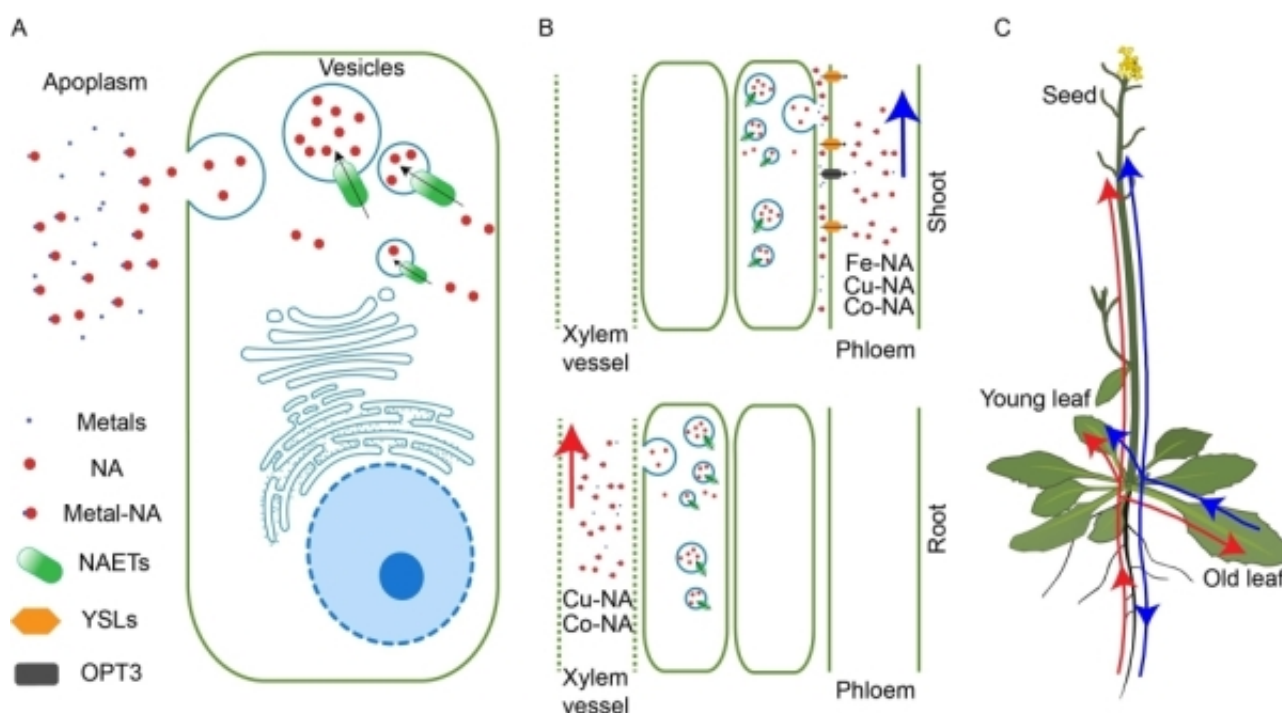 A
Apoplasm
Vesicles
Metals
NA
Metal-NA
NAETs
YSLs
OPT3
B
Shoot
Fe-NA
Cu-NA
Co-NA
Xylem
vessel
Phloem
Root
Cu-NA
Co-NA
Xylem
vessel
Phloem
C
Seed
Young leaf
Old leaf